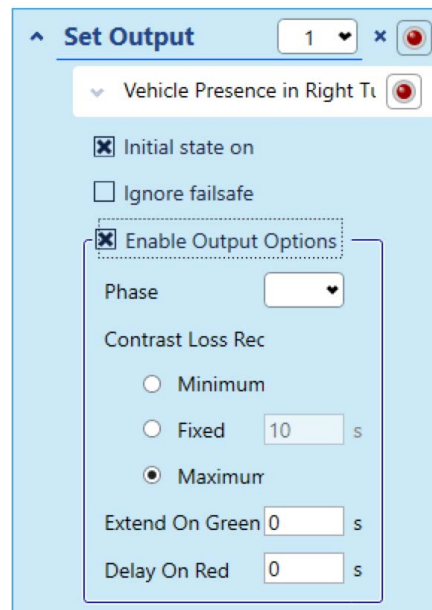 Set Output 1
Vehicle Presence in Right Tu
Initial state on
Ignore failsafe
Enable Output Options
Phase
Contrast Loss Rec
Minimum
Fixed 10 s
Maximum
Extend On Green 0 s
Delay On Red 0 s